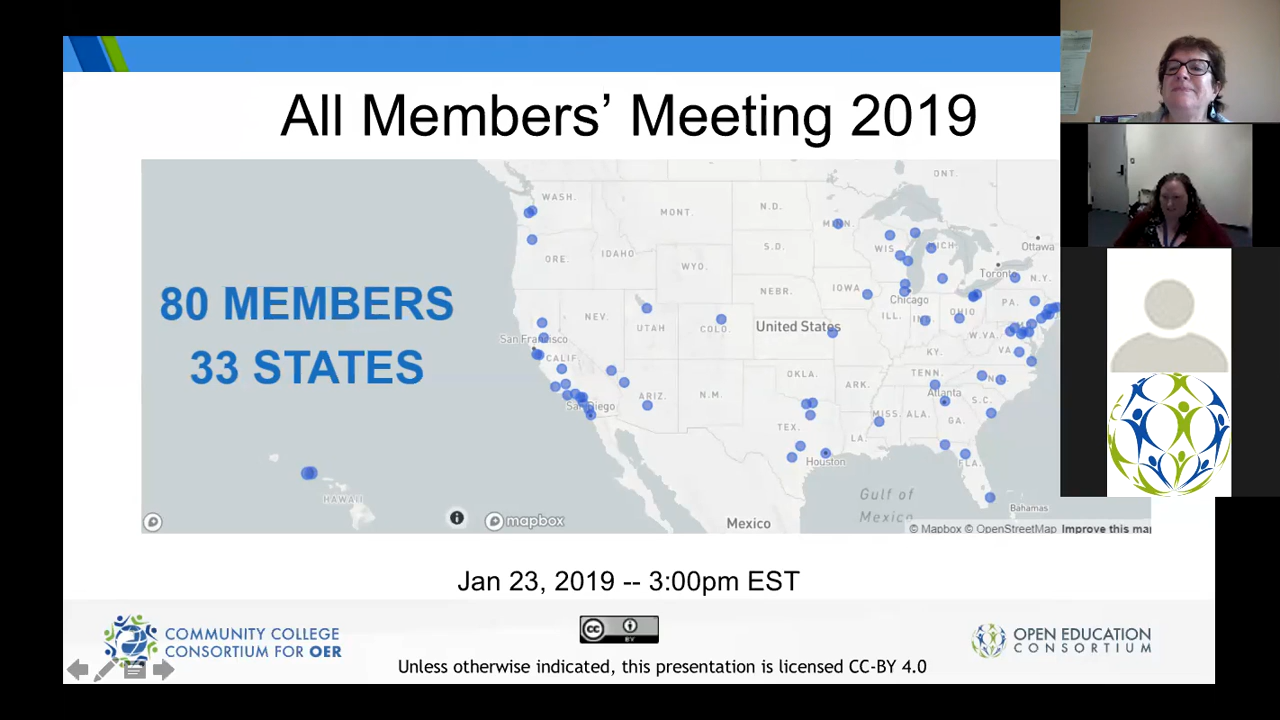 All Members’ Meeting 2019
80 MEMBERS
33 STATES
WASH.
MONT.
N.D.
MINN.
ONT.
Ottawa
ORE.
IDAHO
S.D.
WIS.
MICH.
Toronto
N.Y.
WYO.
NEBR.
IOWA
Chicago
PA.
NEV.
UTAH
COLO.
United States
ILL.
IND.
OHIO
W.VA.
San Francisco
CALIF.
KY.
VA.
ARIZ.
N.M.
OKLA.
ARK.
TENN.
San Diego
Atlanta
S.C.
TEX.
MISS.
ALA.
GA.
LA.
Houston
FLA.
HAWAII
Gulf of
Mexico
Bahamas
mapbox
Mexico
© Mapbox © OpenStreetMap Improve this map
Jan 23, 2019 -- 3:00pm EST
COMMUNITY COLLEGE
CONSORTIUM FOR OER
cc
BY
OPEN EDUCATION
CONSORTIUM
Unless otherwise indicated, this presentation is licensed CC-BY 4.0